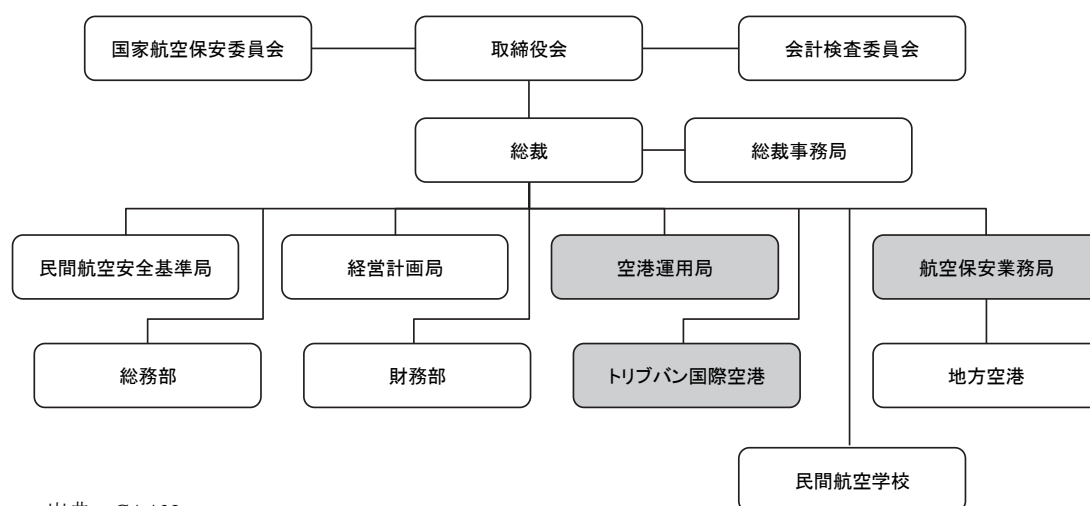 国家航空保安委員会
取締役会
会計検査委員会
総裁
総裁事務局
民間航空安全基準局
経営計画局
空港運用局
航空保安業務局
総務部
財務部
トリブバン国際空港
地方空港
民間航空学校